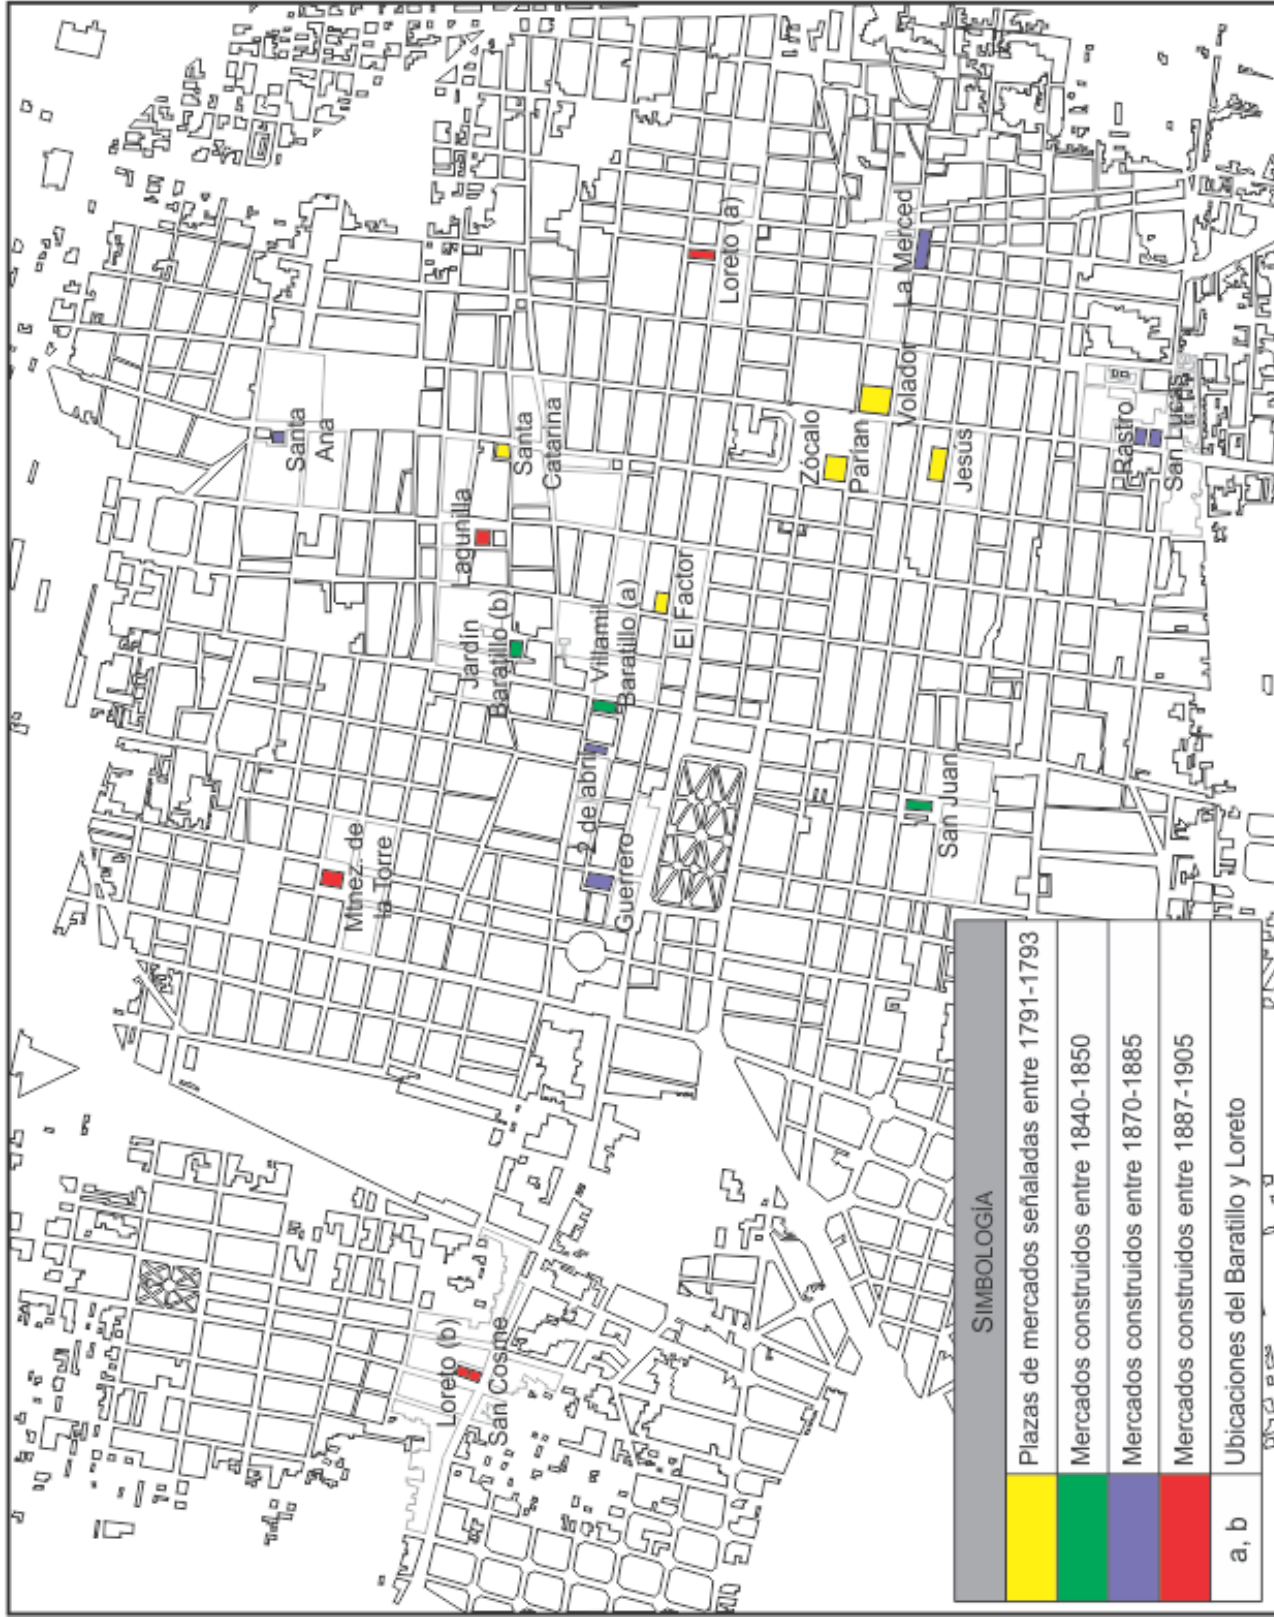 Santa
Ana
Mtnez. de
la Torre
Loreto (b)
San Cosme
agunilla
Jardín
Baratillo (b)
Santa
Catarina
2 de abril
Villamil
Baratillo (a)
Guerrero
El Factor
Loreto (a)
Zócalo
Parían
La Merced
Volador
San Juan
Jesús
Rastro
San Lucas
SIMBOLOGÍA
Plazas de mercados señaladas entre 1791-1793
Mercados construidos entre 1840-1850
Mercados construidos entre 1870-1885
Mercados construidos entre 1887-1905
a, b Ubicaciones del Baratillo y Loreto